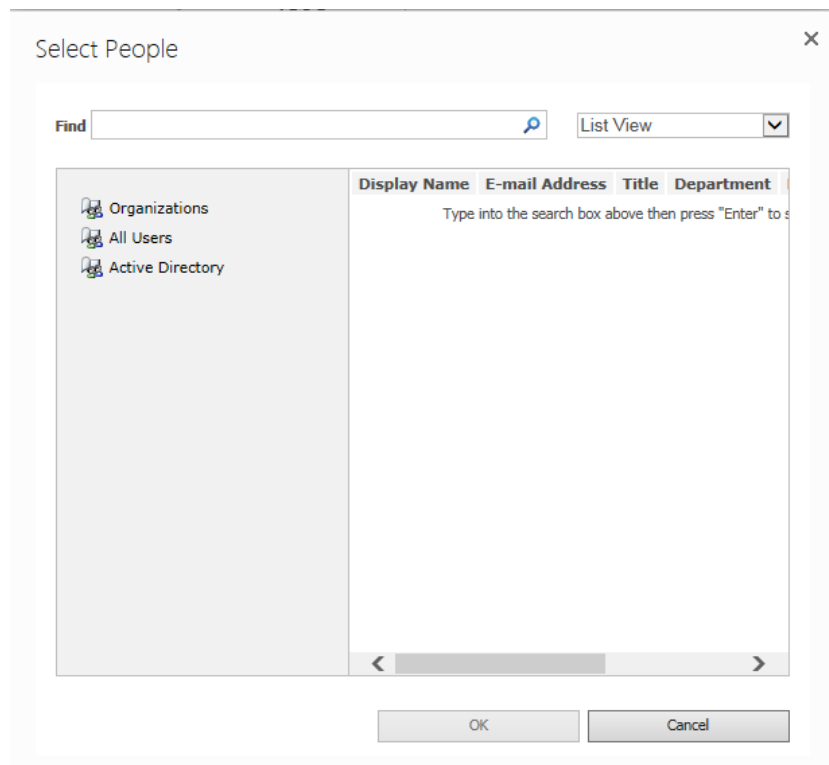 Select People
Find
List View
Organizations
All Users
Active Directory
Display Name E-mail Address Title Department
Type into the search box above then press "Enter" to s
OK
Cancel